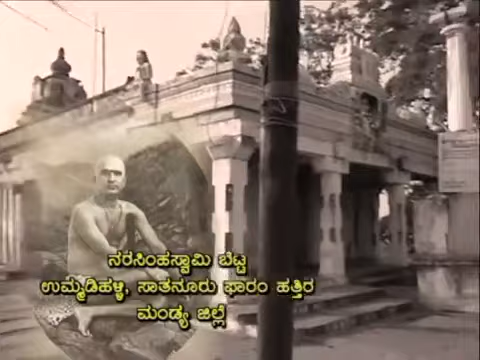 ನರಸಿಂಹಸ್ವಾಮಿ ಬೆಟ್ಟ
ಉಮ್ಮಡಿಹಳ್ಳಿ, ಸಾತನೂರು ಫಾರಂ ಹತ್ತಿರ
ಮಂಡ್ಯ ಜಿಲ್ಲೆ